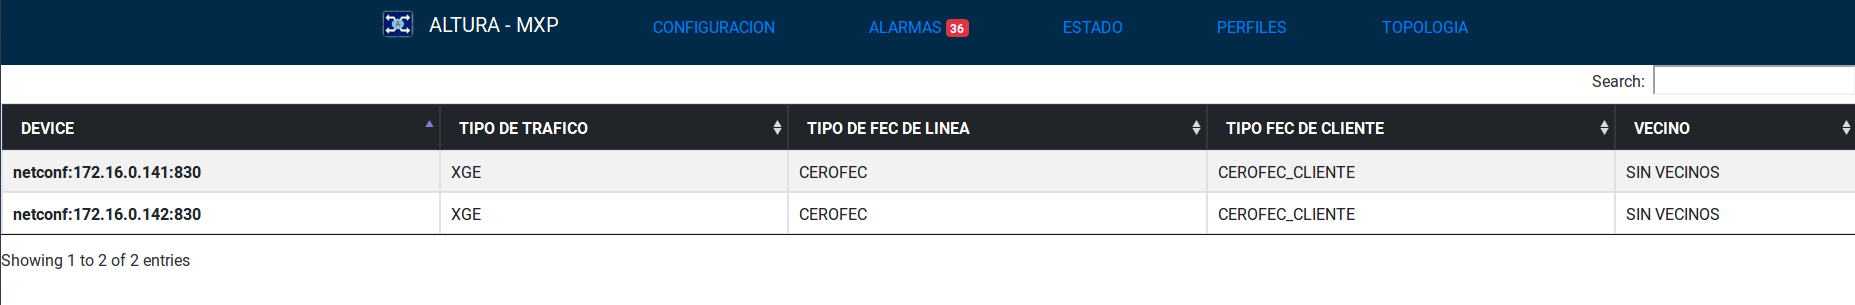 ALTURA - MXP CONFIGURACION ALARMAS 36 ESTADO PERFILES TOPOLOGIA
Search:
DEVICE TIPO DE TRAFICO TIPO DE FEC DE LINEA TIPO FEC DE CLIENTE VECINO
netconf:172.16.0.141:830 XGE CEROFEC CEROFEC_CLIENTE SIN VECINOS
netconf:172.16.0.142:830 XGE CEROFEC CEROFEC_CLIENTE SIN VECINOS
Showing 1 to 2 of 2 entries